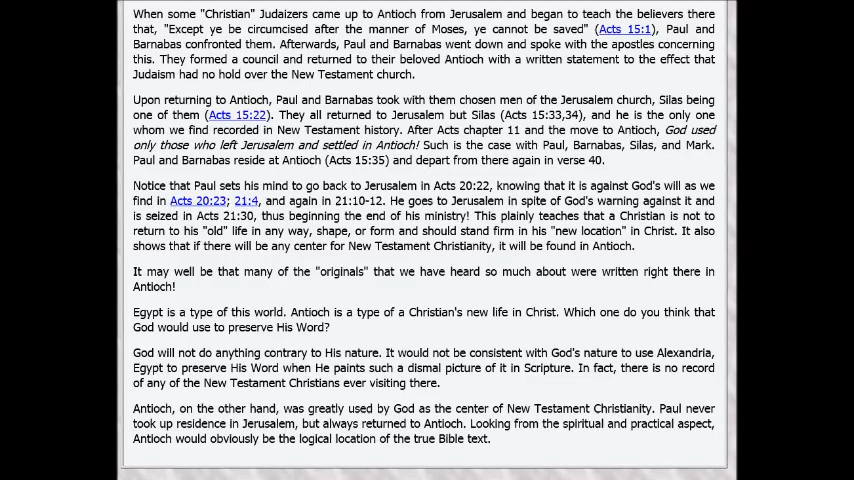 When some "Christian" Judaizers came up to Antioch from Jerusalem and began to teach the believers there
that, "Except ye be circumcised after the manner of Moses, ye cannot be saved" (Acts 15:1), Paul and
Barnabas confronted them. Afterwards, Paul and Barnabas went down and spoke with the apostles concerning
this. They formed a council and returned to their beloved Antioch with a written statement to the effect that
Judaism had no hold over the New Testament church.
Upon returning to Antioch, Paul and Barnabas took with them chosen men of the Jerusalem church, Silas being
one of them (Acts 15:22). They all returned to Jerusalem but Silas (Acts 15:33,34), and he is the only one
whom we find recorded in New Testament history. After Acts chapter 11 and the move to Antioch, God used
only those who left Jerusalem and settled in Antioch! Such is the case with Paul, Barnabas, Silas, and Mark.
Paul and Barnabas reside at Antioch (Acts 15:35) and depart from there again in verse 40.
Notice that Paul sets his mind to go back to Jerusalem in Acts 20:22, knowing that it is against God's will as we
find in Acts 20:23; 21:4, and again in 21:10-12. He goes to Jerusalem in spite of God's warning against it and
is seized in Acts 21:30, thus beginning the end of his ministry! This plainly teaches that a Christian is not to
return to his "old" life in any way, shape, or form and should stand firm in his "new location" in Christ. It also
shows that if there will be any center for New Testament Christianity, it will be found in Antioch.
It may well be that many of the "originals" that we have heard so much about were written right there in
Antioch!
Egypt is a type of this world. Antioch is a type of a Christian's new life in Christ. Which one do you think that
God would use to preserve His Word?
God will not do anything contrary to His nature. It would not be consistent with God's nature to use Alexandria,
Egypt to preserve His Word when He paints such a dismal picture of it in Scripture. In fact, there is no record
of any of the New Testament Christians ever visiting there.
Antioch, on the other hand, was greatly used by God as the center of New Testament Christianity. Paul never
took up residence in Jerusalem, but always returned to Antioch. Looking from the spiritual and practical aspect,
Antioch would obviously be the logical location of the true Bible text.